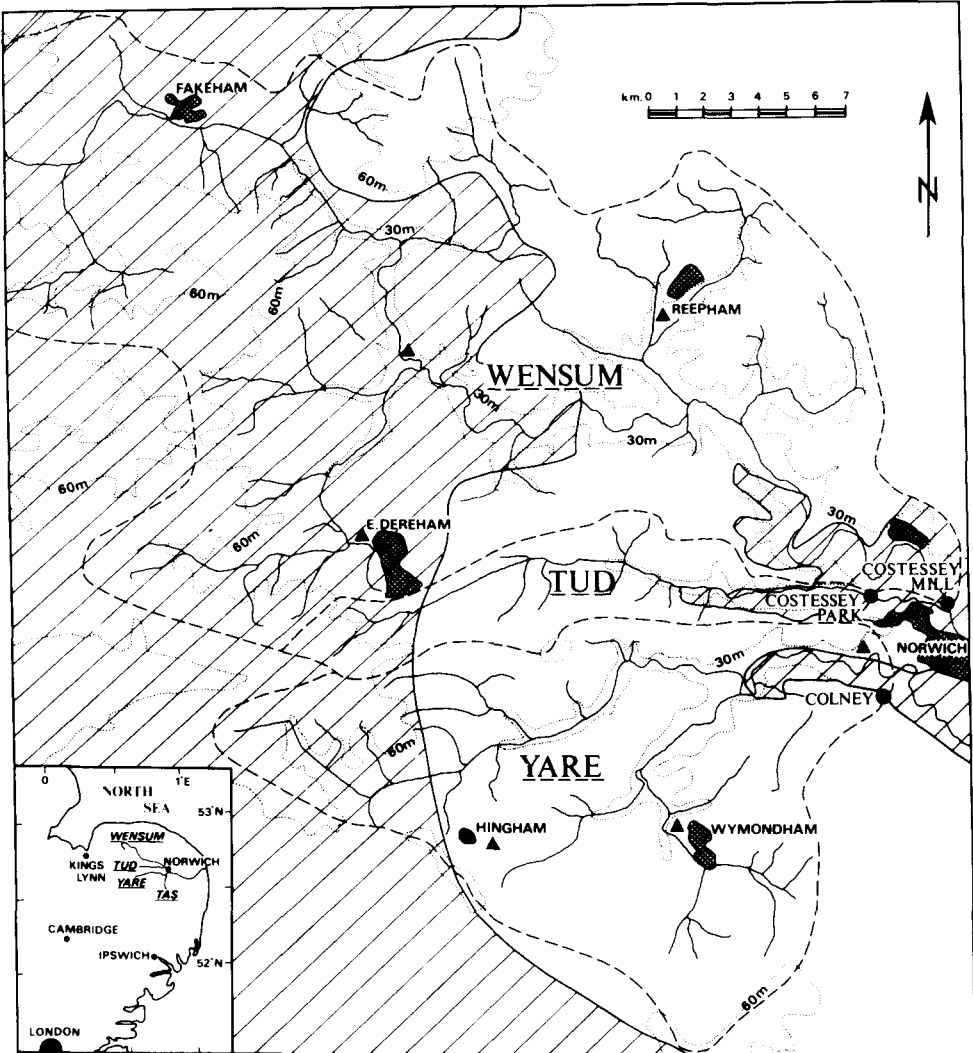 FAKEHAM
km. 0 1 2 3 4 5 6 7
N
60m
30m
60m
60m
REEPHAM
WENSUM
30m
30m
60m
30m
E. DEREHAM
60m
COSTESSEY
MILL
TUD
COSTESSEY
PARK
NORWICH
30m
COLNEY
60m
YARE
HINGHAM
WYMONDHAM
60m
0 1°E
NORTH
SEA
53°N
WENSUM
KINGS
LYNN
TUD
NORWICH
YARE
TAS
CAMBRIDGE
IPSWICH
52°N
LONDON